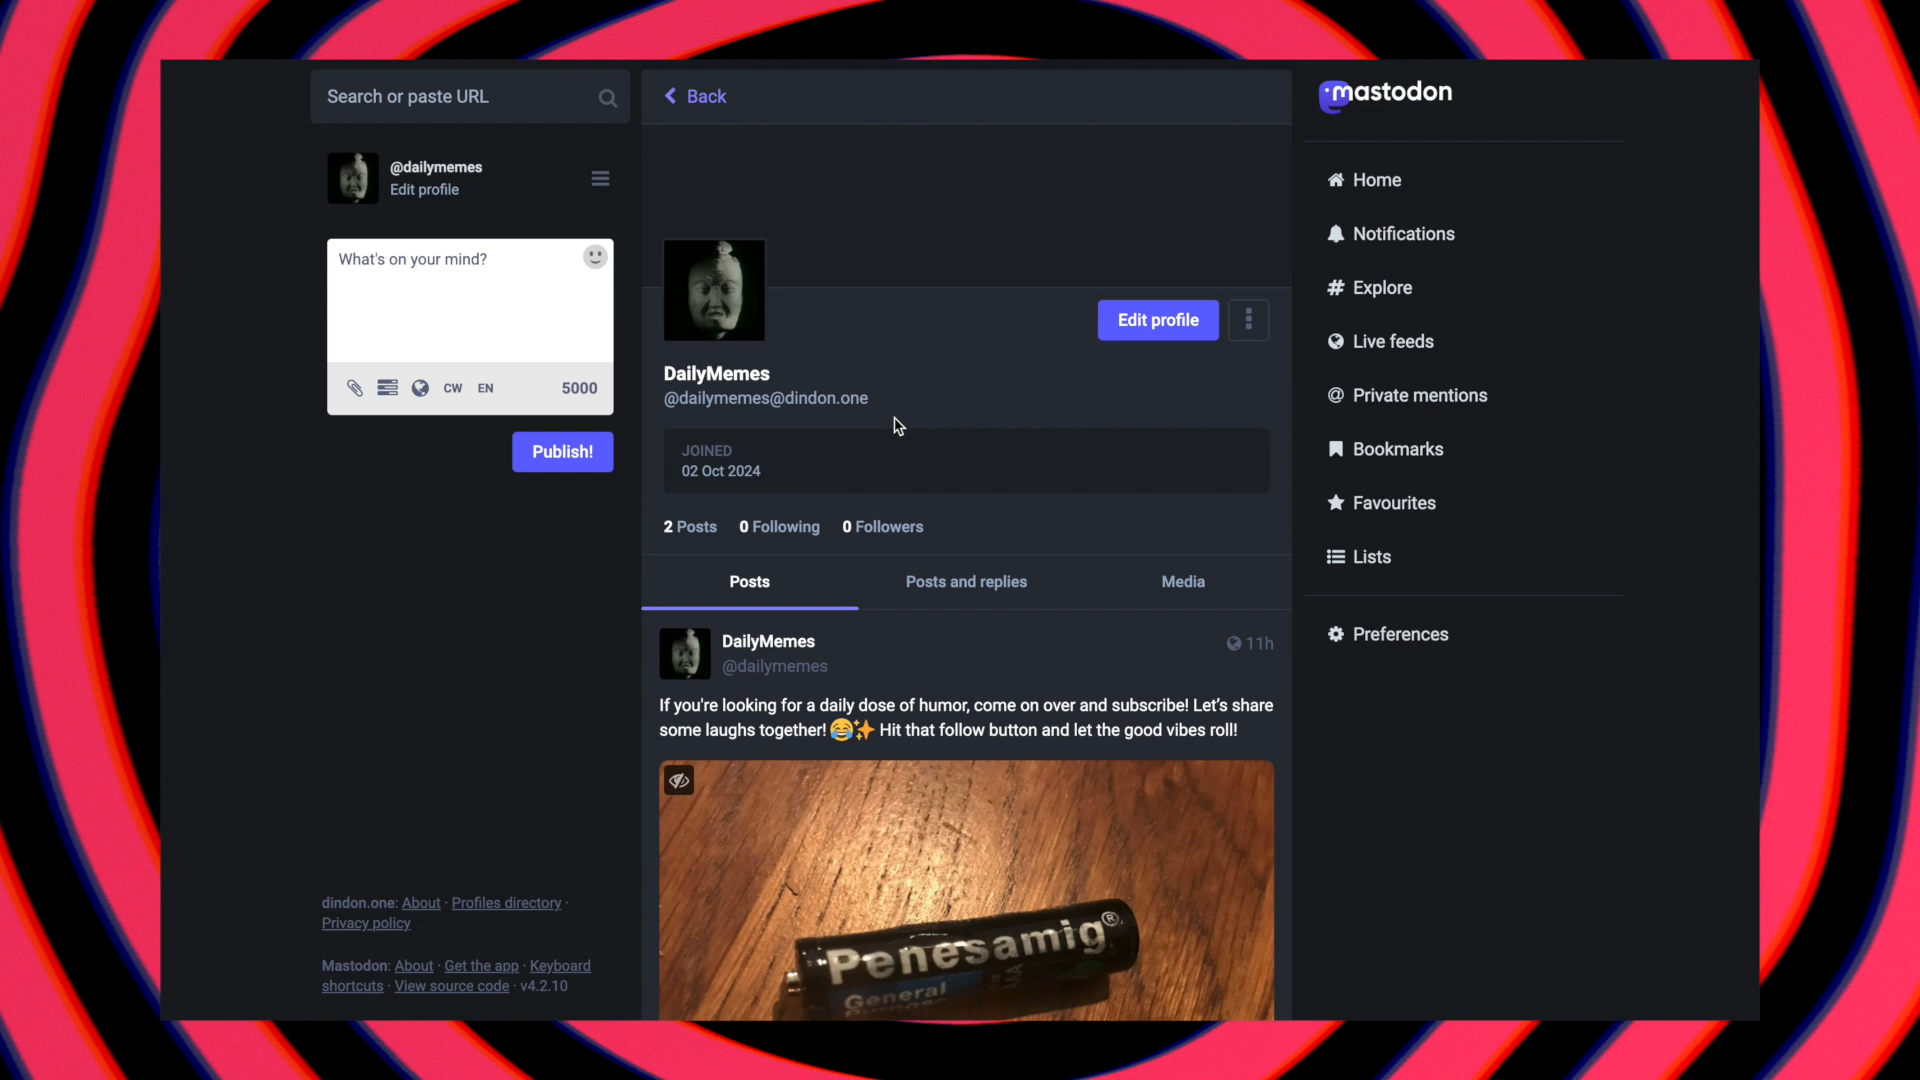 Search or paste URL
@dailymemes
Edit profile
What's on your mind?
CW EN 5000
Publish!
dindon.one: About · Profiles directory ·
Privacy policy
Mastodon: About · Get the app · Keyboard
shortcuts · View source code · v4.2.10
Back
Edit profile
DailyMemes
@dailymemes@dindon.one
JOINED
02 Oct 2024
2 Posts 0 Following 0 Followers
Posts Posts and replies Media
DailyMemes
@dailymemes
11h
If you're looking for a daily dose of humor, come on over and subscribe! Let's share
some laughs together! 😂✨ Hit that follow button and let the good vibes roll!
Penesamig®
General
AAA
mastodon
Home
Notifications
Explore
Live feeds
@ Private mentions
Bookmarks
Favourites
Lists
Preferences